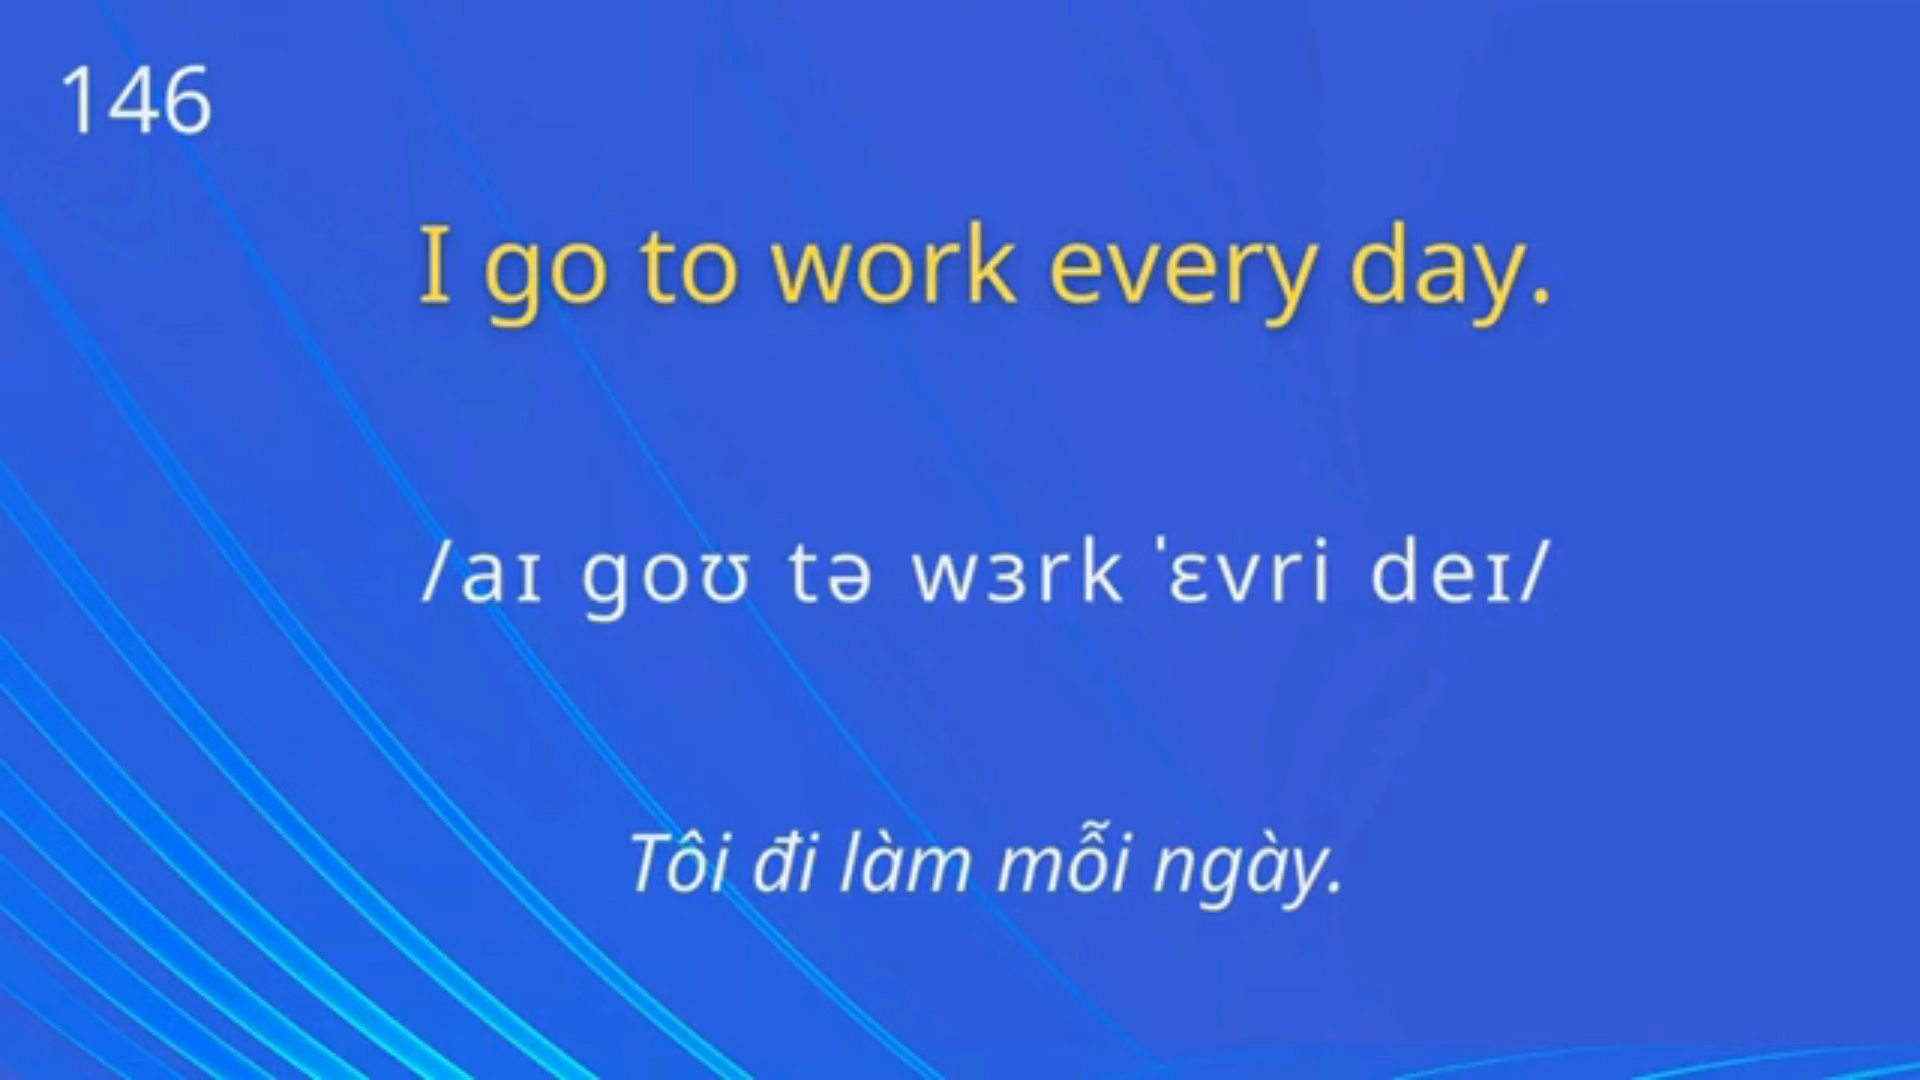 146
I go to work every day.
/aɪ goʊ tə wɜrk ˈɛvri deɪ/
Tôi đi làm mỗi ngày.